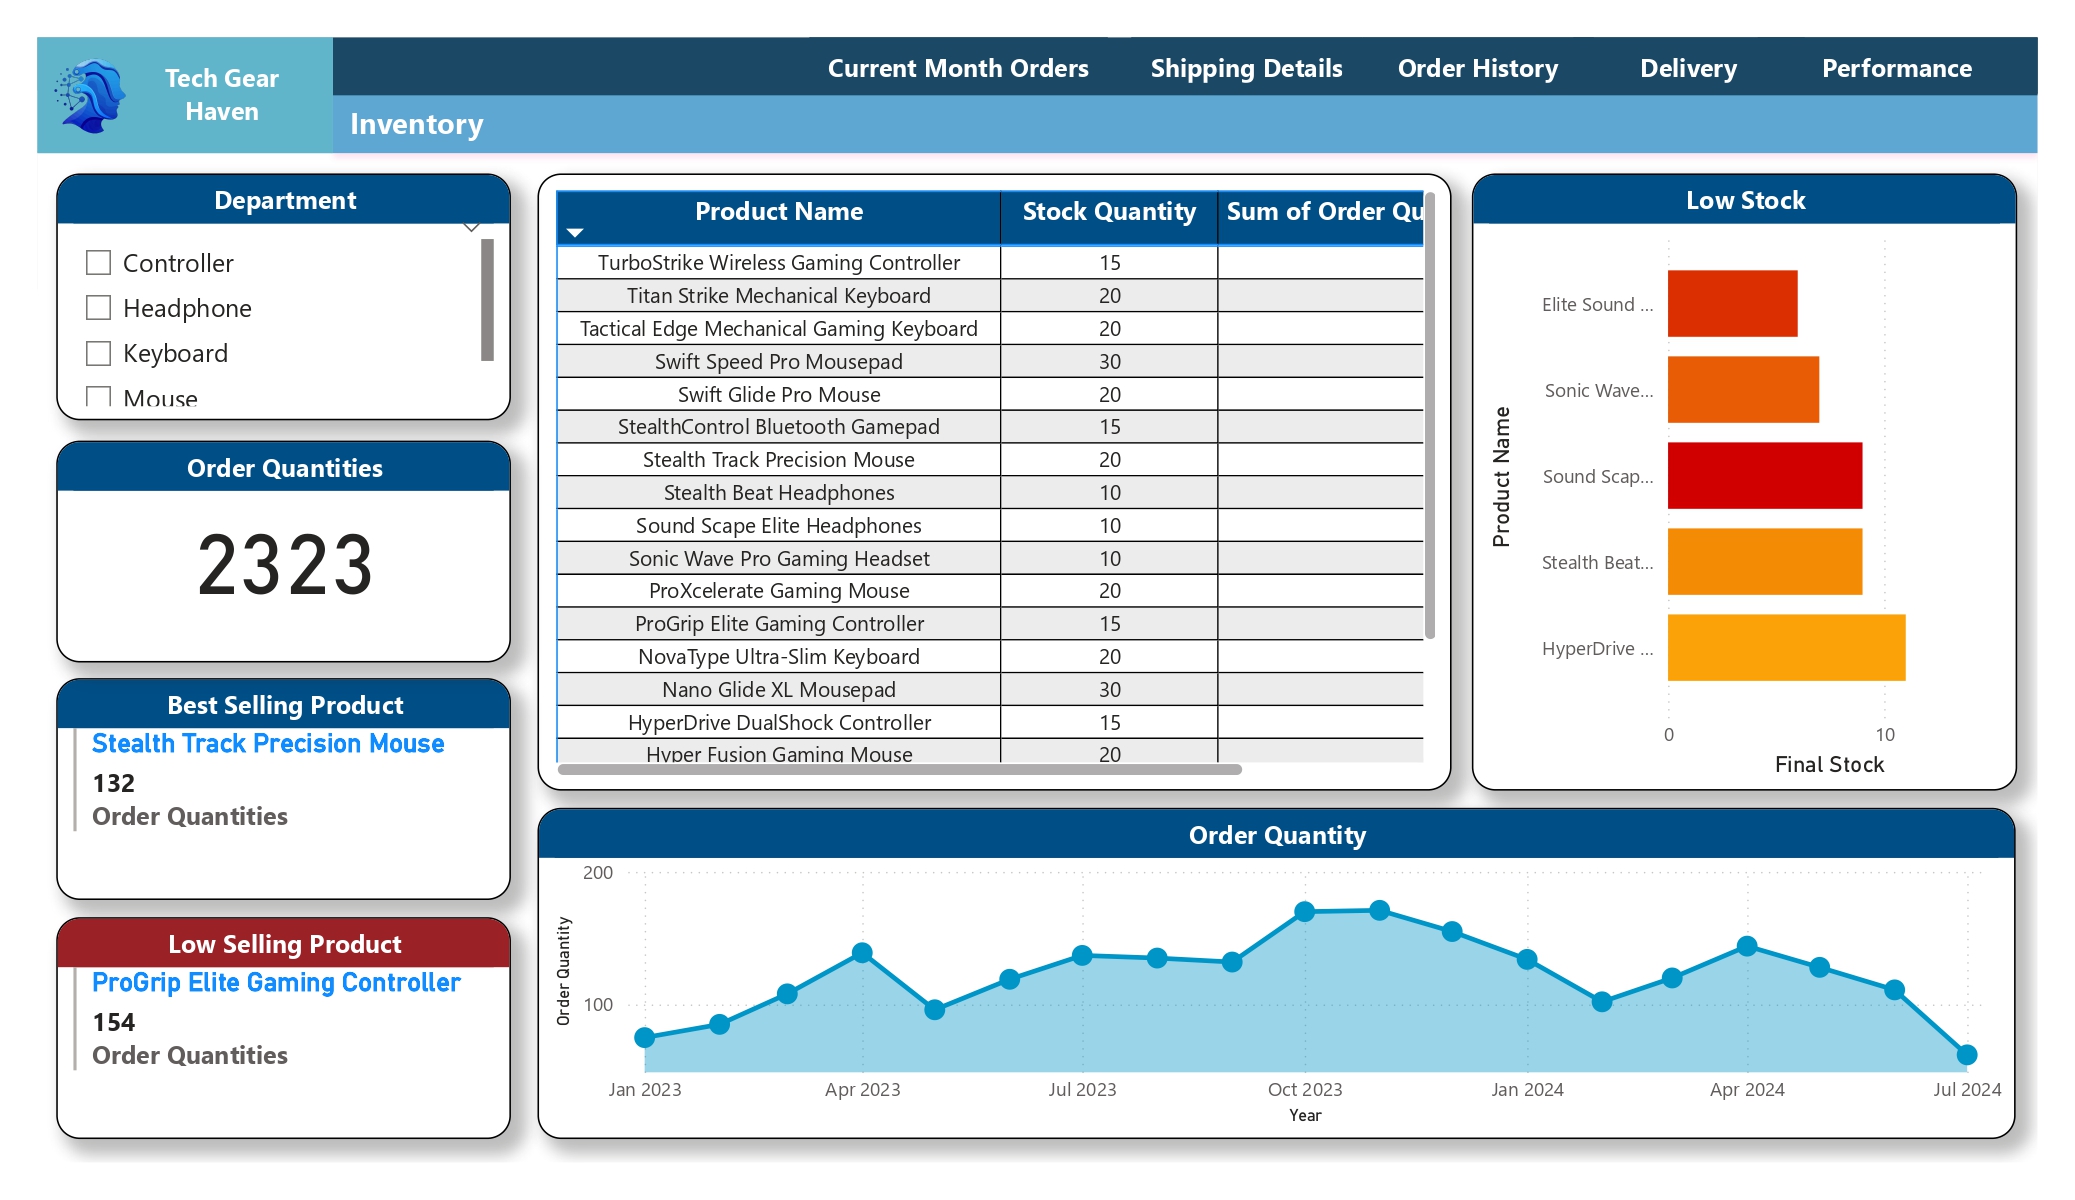 Tech Gear
Haven
Current Month Orders Shipping Details Order History Delivery Performance
Inventory
Department
Controller
Headphone
Keyboard
Mouse
Order Quantities
2323
Best Selling Product
Stealth Track Precision Mouse
132
Order Quantities
Low Selling Product
ProGrip Elite Gaming Controller
154
Order Quantities
Product Name Stock Quantity Sum of Order Qu
TurboStrike Wireless Gaming Controller 15
Titan Strike Mechanical Keyboard 20
Tactical Edge Mechanical Gaming Keyboard 20
Swift Speed Pro Mousepad 30
Swift Glide Pro Mouse 20
StealthControl Bluetooth Gamepad 15
Stealth Track Precision Mouse 20
Stealth Beat Headphones 10
Sound Scape Elite Headphones 10
Sonic Wave Pro Gaming Headset 10
ProXcelerate Gaming Mouse 20
ProGrip Elite Gaming Controller 15
NovaType Ultra-Slim Keyboard 20
Nano Glide XL Mousepad 30
HyperDrive DualShock Controller 15
Hyper Fusion Gaming Mouse 20
Low Stock
Product Name
Elite Sound ...
Sonic Wave...
Sound Scap...
Stealth Beat...
HyperDrive ...
0 10
Final Stock
Order Quantity
Order Quantity
200
100
Jan 2023 Apr 2023 Jul 2023 Oct 2023 Jan 2024 Apr 2024 Jul 2024
Year